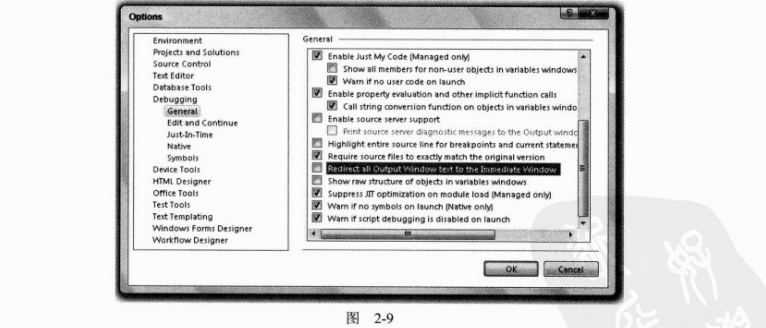 Options
Environment
Projects and Solutions
Source Control
Text Editor
Database Tools
Debugging
General
Edit and Continue
Just-In-Time
Native
Symbols
Device Tools
HTML Designer
Office Tools
Test Tools
Text Templating
Windows Forms Designer
Workflow Designer
General
Enable Just My Code (Managed only)
Show all members for non-user objects in variables windows
Warn if no user code on launch
Enable property evaluation and other implicit function calls
Call string conversion function on objects in variables windo
Enable source server support
Print source server diagnostic messages to the Output windo
Highlight entire source line for breakpoints and current statemen
Require source files to exactly match the original version
Redirect all Output Window text to the Immediate Window
Show raw structure of objects in variables windows
Suppress JIT optimization on module load (Managed only)
Warn if no symbols on launch (Native only)
Warn if script debugging is disabled on launch
OK
Cancel
图 2-9